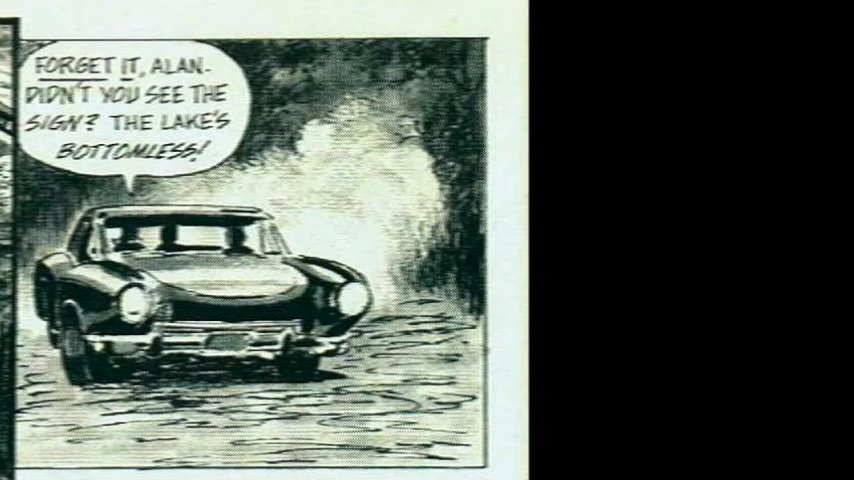 FORGET IT, ALAN-
DIDN'T YOU SEE THE
SIGN? THE LAKE'S
BOTTOMLESS!